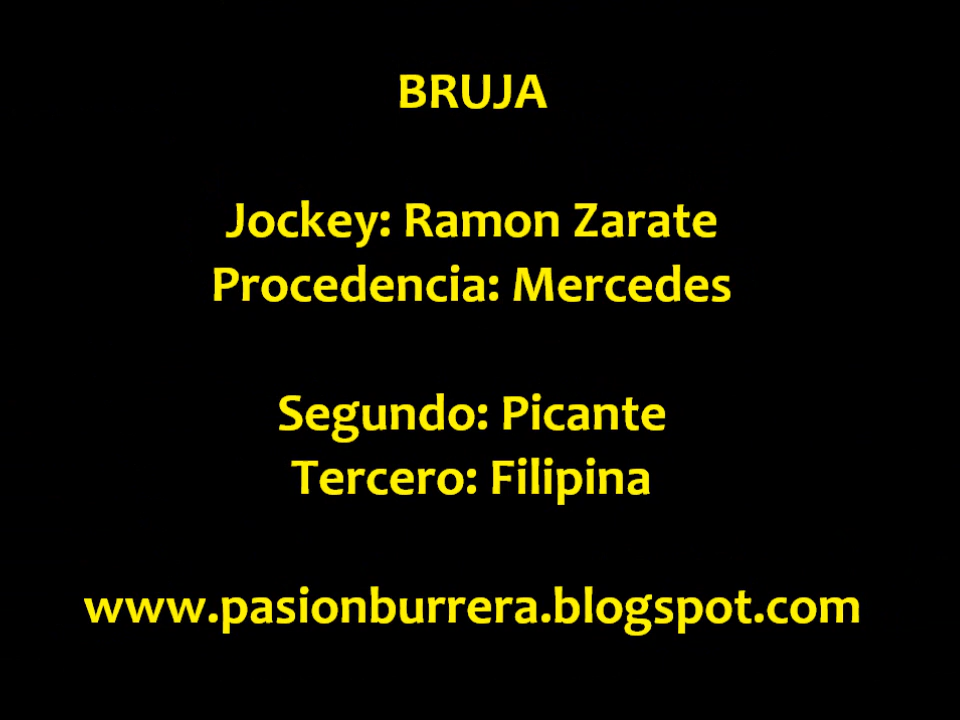 BRUJA
Jockey: Ramon Zarate
Procedencia: Mercedes
Segundo: Picante
Tercero: Filipina
www.pasionburrera.blogspot.com